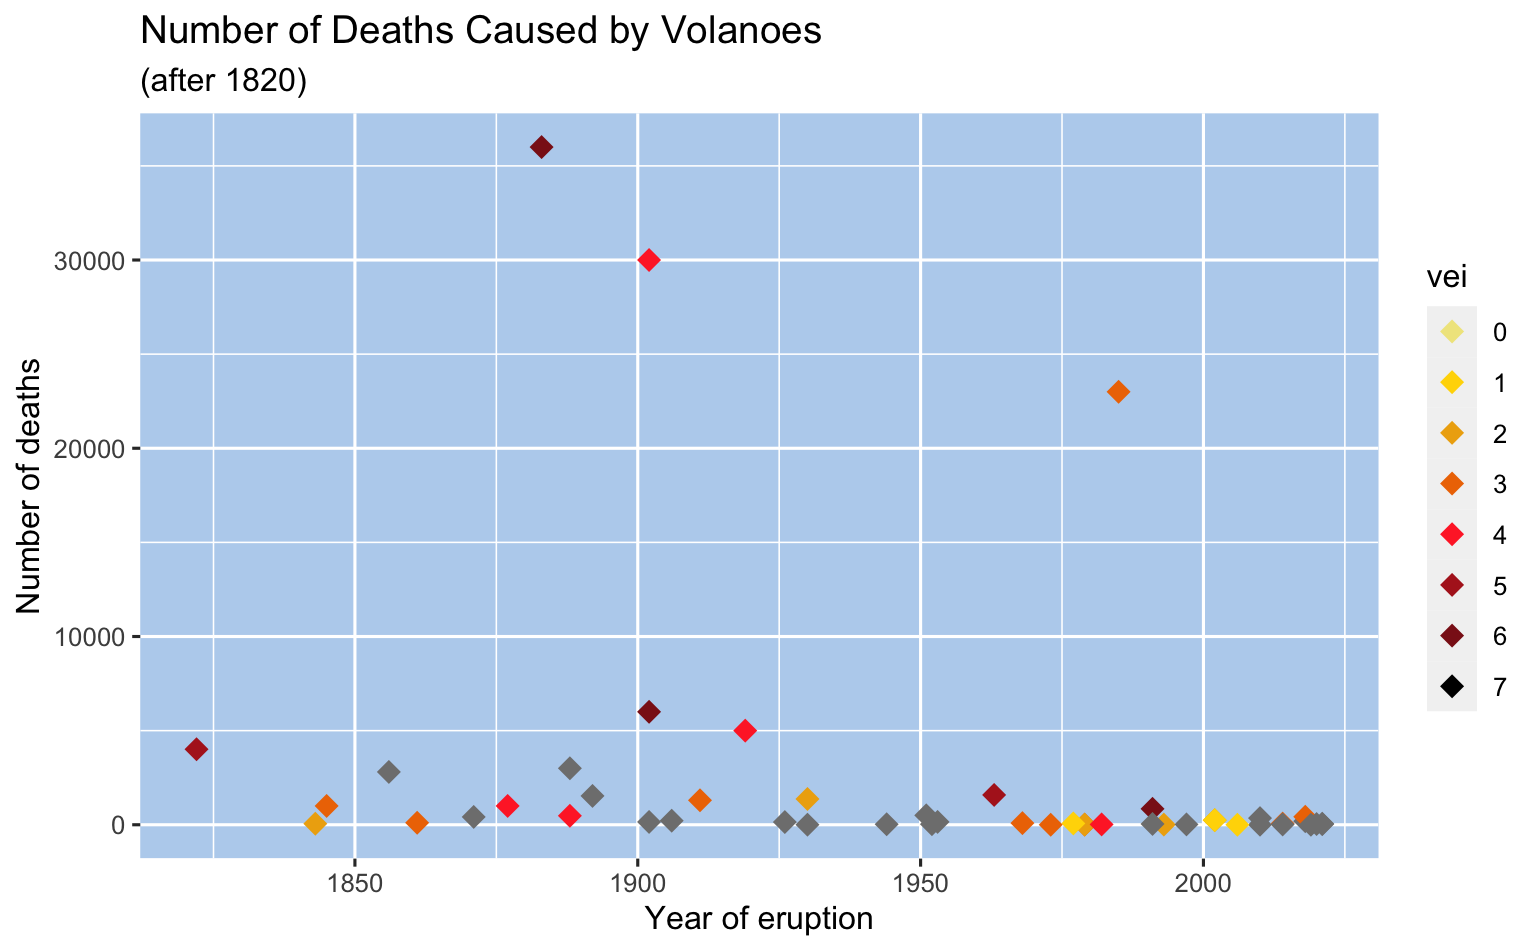 Number of Deaths Caused by Volanoes
(after 1820)
Number of deaths
30000
20000
10000
0
1850 1900 1950 2000
Year of eruption
vei
0
1
2
3
4
5
6
7